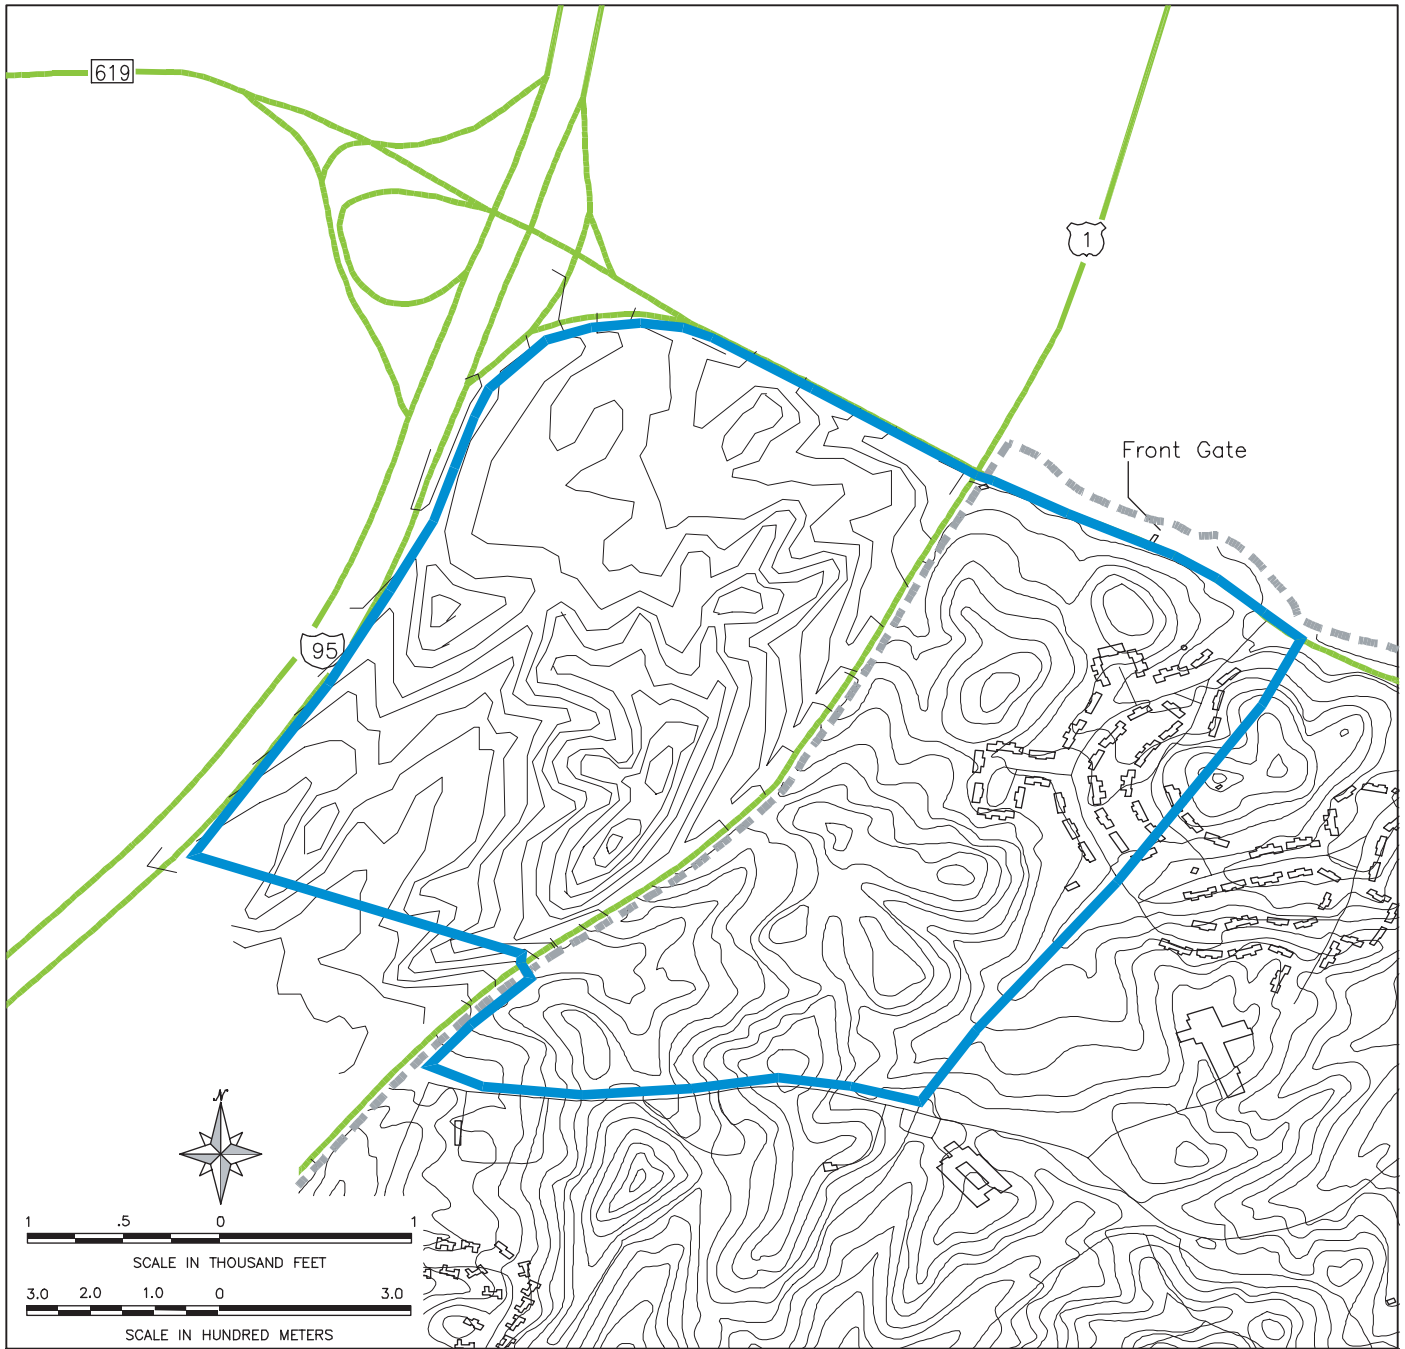 619
1
Front Gate
95
N
1 .5 0 1
SCALE IN THOUSAND FEET
3.0 2.0 1.0 0 3.0
SCALE IN HUNDRED METERS